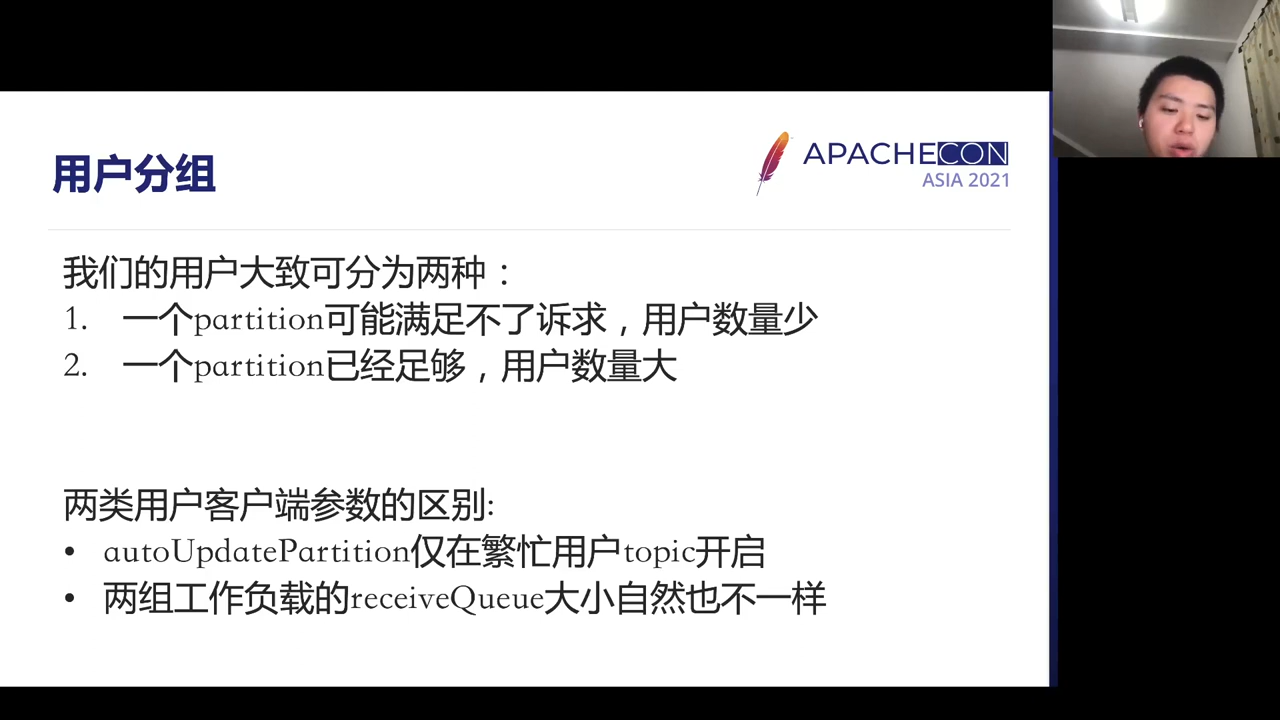 用户分组
APACHECON
ASIA 2021
我们的用户大致可分为两种：
1. 一个partition可能满足不了诉求，用户数量少
2. 一个partition已经足够，用户数量大
两类用户客户端参数的区别:
• autoUpdatePartition仅在繁忙用户topic开启
• 两组工作负载的receiveQueue大小自然也不一样